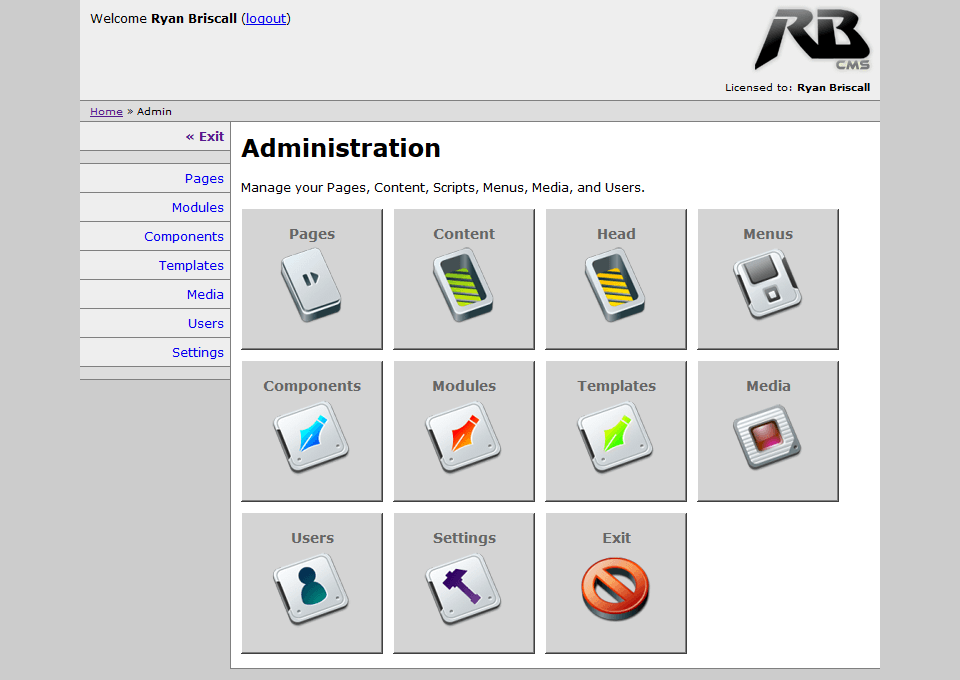 Welcome Ryan Briscall (logout)
RB
CMS
Licensed to: Ryan Briscall
Home » Admin
« Exit
Pages
Modules
Components
Templates
Media
Users
Settings
Administration
Manage your Pages, Content, Scripts, Menus, Media, and Users.
Pages Content Head Menus
Components Modules Templates Media
Users Settings Exit